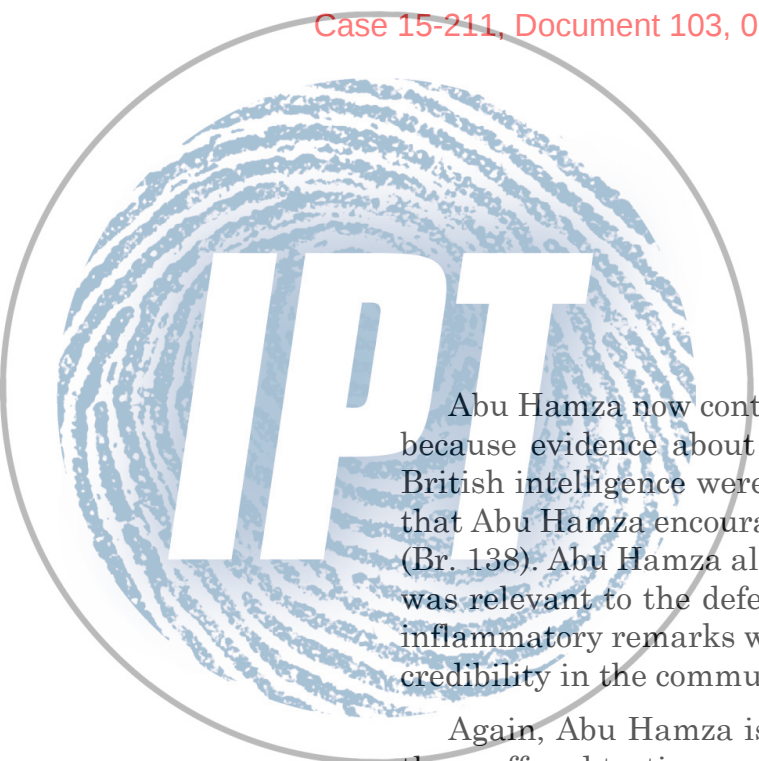 Case 15-211, Document 103, 0
IPT
Abu Hamza now cont
because evidence about
British intelligence were
that Abu Hamza encoura
(Br. 138). Abu Hamza al
was relevant to the defe
inflammatory remarks w
credibility in the commu
Again, Abu Hamza is